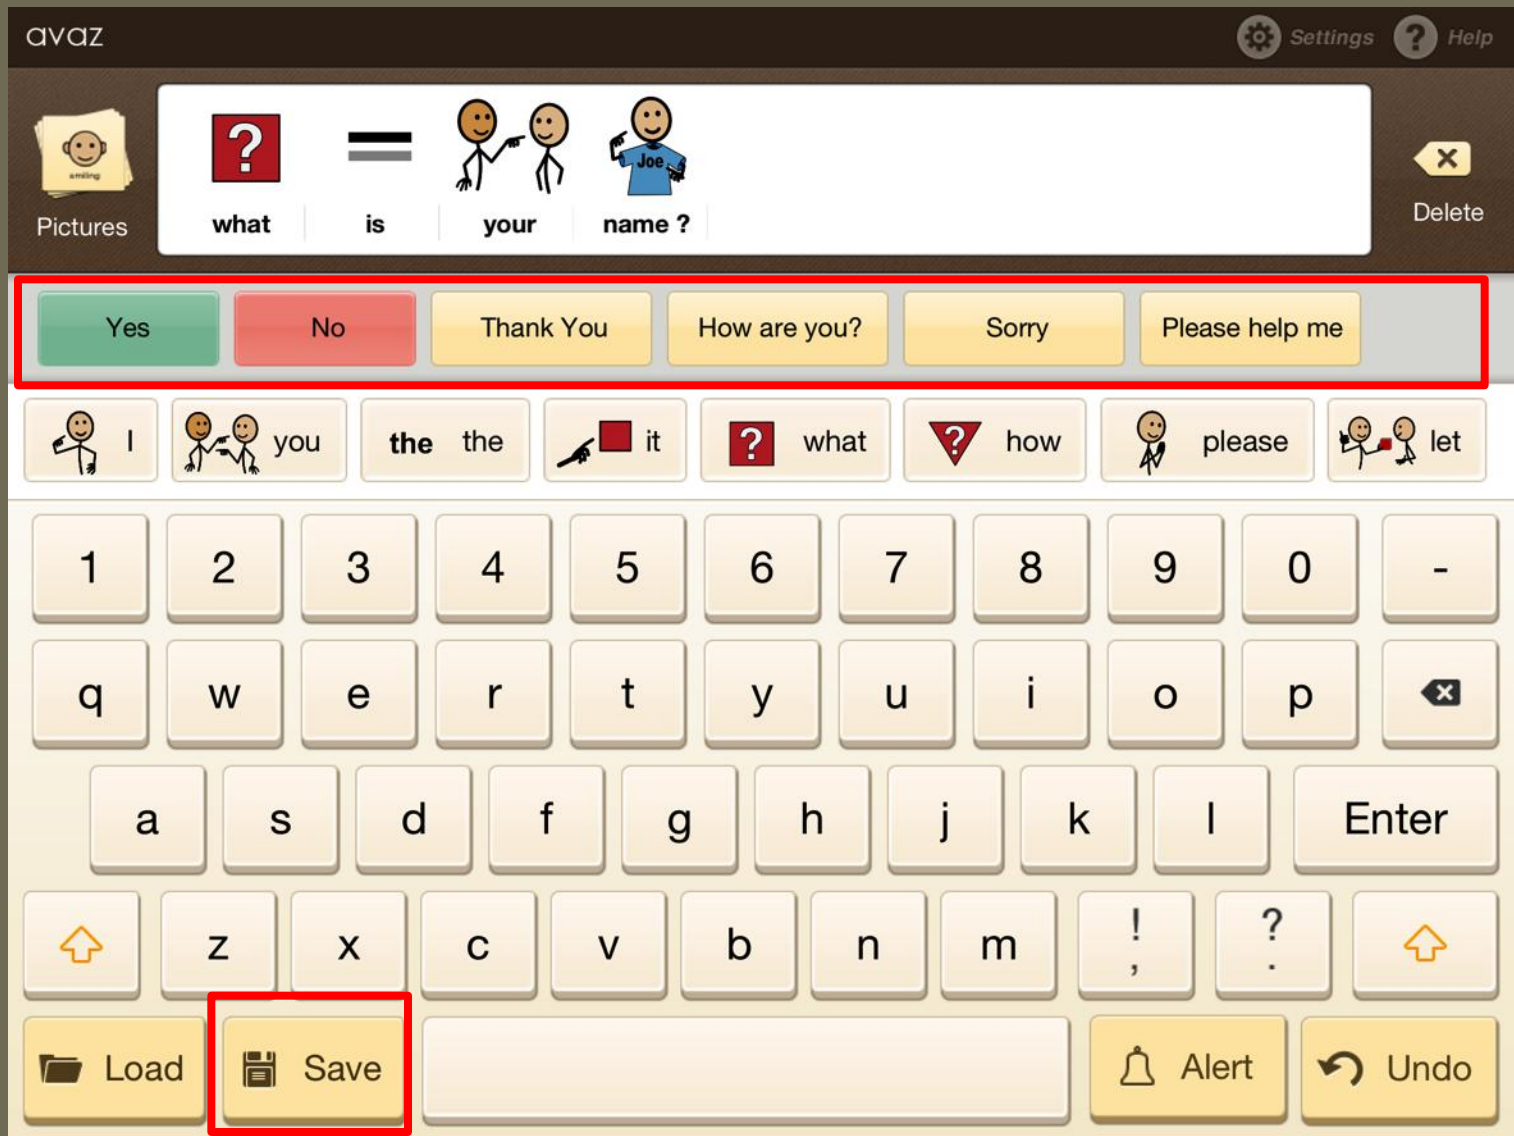 avaz Settings ? Help
smiling
Pictures
? Joe
what is your name ?
Delete
Yes No Thank You How are you? Sorry Please help me
I you the the it ? what ? how please let
1 2 3 4 5 6 7 8 9 0 -
q w e r t y u i o p
a s d f g h j k l Enter
z x c v b n m ! , ? .
Load Save Alert Undo